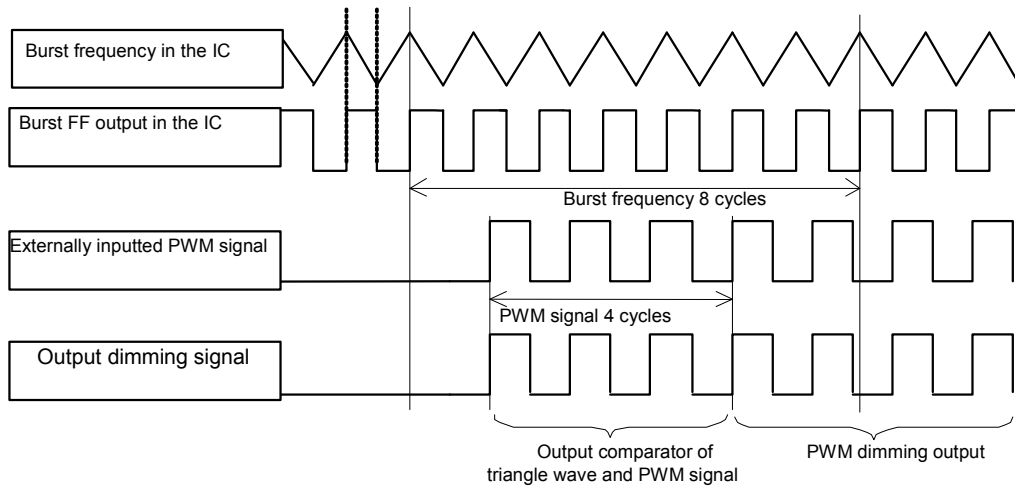 Burst frequency in the IC
Burst FF output in the IC
Burst frequency 8 cycles
Externally inputted PWM signal
PWM signal 4 cycles
Output dimming signal
Output comparator of
triangle wave and PWM signal
PWM dimming output